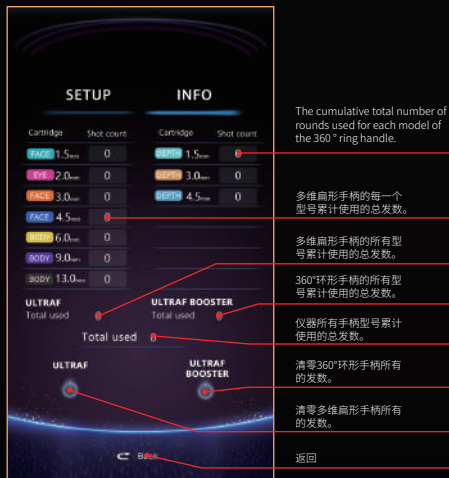 SETUP INFO
Cartridge Shot count Cartridge Shot count
FACE 1.5mm 0 DEPTH 1.5mm 0
EYE 2.0mm 0 DEPTH 3.0mm 0
FACE 3.0mm 0 DEPTH 4.5mm 0
FACE 4.5mm 0
BODY 6.0mm 0
BODY 9.0mm 0
BODY 13.0mm 0
ULTRAF ULTRAF BOOSTER
Total used 0 Total used 0
Total used 0
ULTRAF ULTRAF
BOOSTER
Back
The cumulative total number of
rounds used for each model of
the 360 ° ring handle.
多维扁形手柄的每一个
型号累计使用的总发数。
多维扁形手柄的所有型
号累计使用的总发数。
360°环形手柄的所有型
号累计使用的总发数。
仪器所有手柄型号累计
使用的总发数。
清零360°环形手柄所有
的发数。
清零多维扁形手柄所有
的发数。
返回